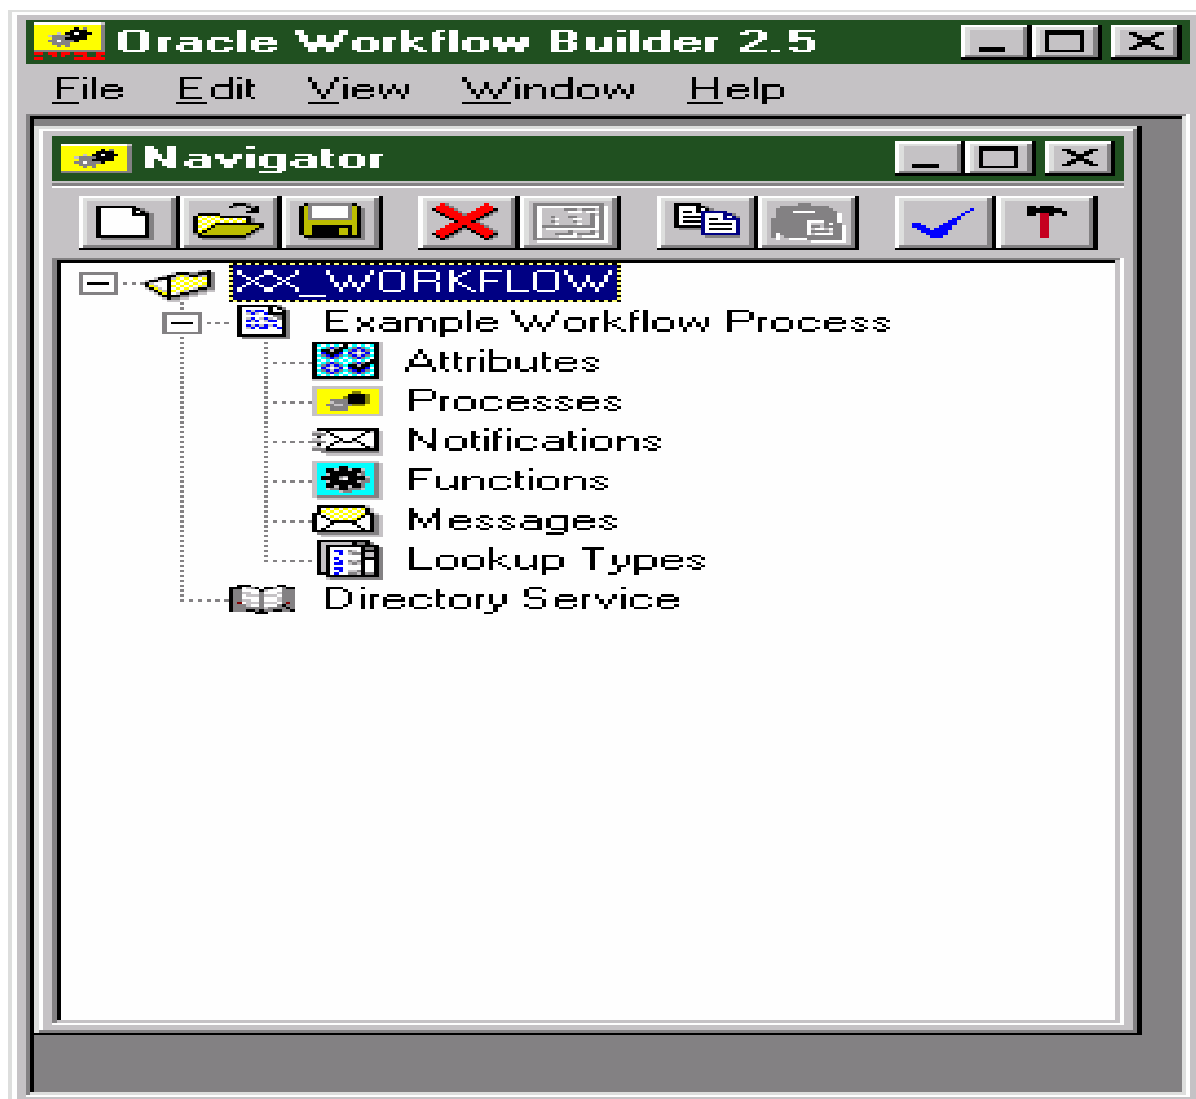 Oracle Workflow Builder 2.5
File Edit View Window Help
Navigator
XX_WORKFLOW
Example Workflow Process
Attributes
Processes
Notifications
Functions
Messages
Lookup Types
Directory Service